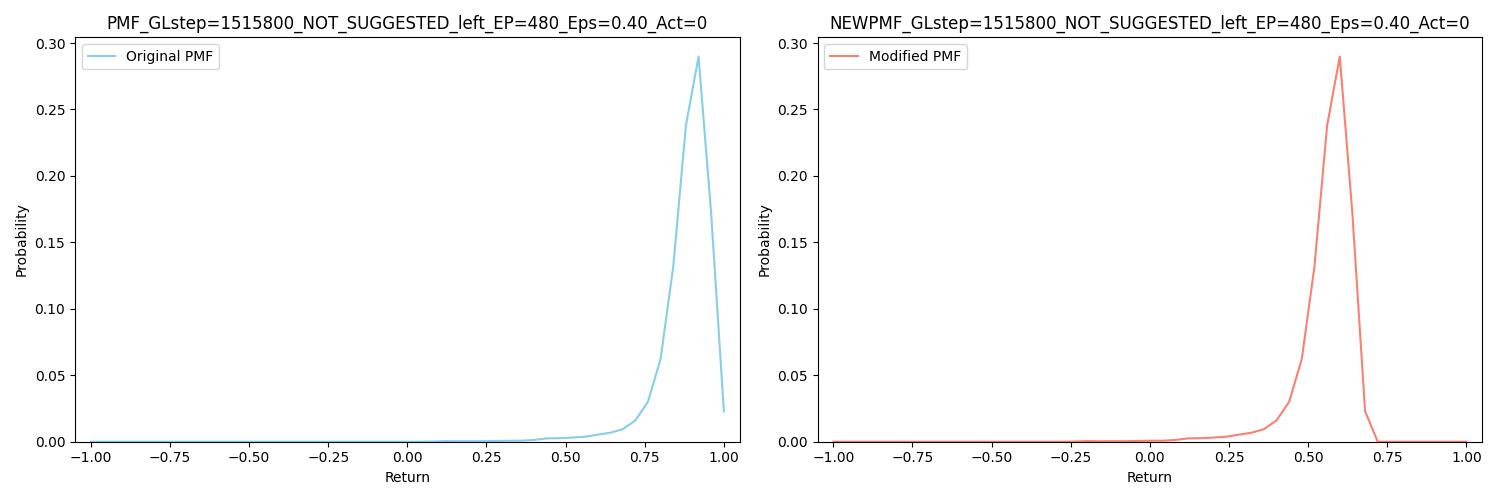 PMF_GLstep=1515800_NOT_SUGGESTED_left_EP=480_Eps=0.40_Act=0
Original PMF
0.30
0.25
0.20
0.15
0.10
0.05
0.00
Probability
−1.00 −0.75 −0.50 −0.25 0.00 0.25 0.50 0.75 1.00
Return
NEWPMF_GLstep=1515800_NOT_SUGGESTED_left_EP=480_Eps=0.40_Act=0
Modified PMF
0.30
0.25
0.20
0.15
0.10
0.05
0.00
Probability
−1.00 −0.75 −0.50 −0.25 0.00 0.25 0.50 0.75 1.00
Return